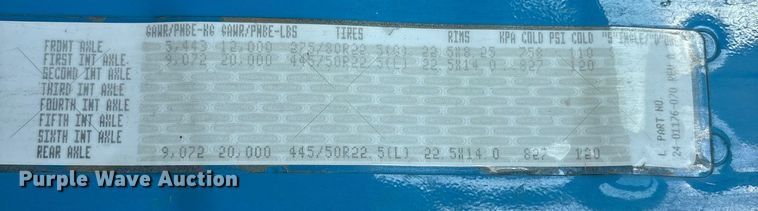 GAWR/PNBE-KG GAWR/PNBE-LBS TIRES RIMS KPA COLD PSI COLD
FRONT AXLE 5,443 12,000 275/80R22.5(G) 22.5X8.25 758 110
FIRST INT AXLE. 9,072 20,000 445/50R22.5(L) 22.5X14.0 827 120
SECOND INT AXLE
THIRD INT AXLE
FOURTH INT AXLE
FIFTH INT AXLE
SIXTH INT AXLE
REAR AXLE 9,072 20,000 445/50R22.5(L) 22.5X14.0 827 120
PART NO.
24-01176-070
Purple Wave Auction